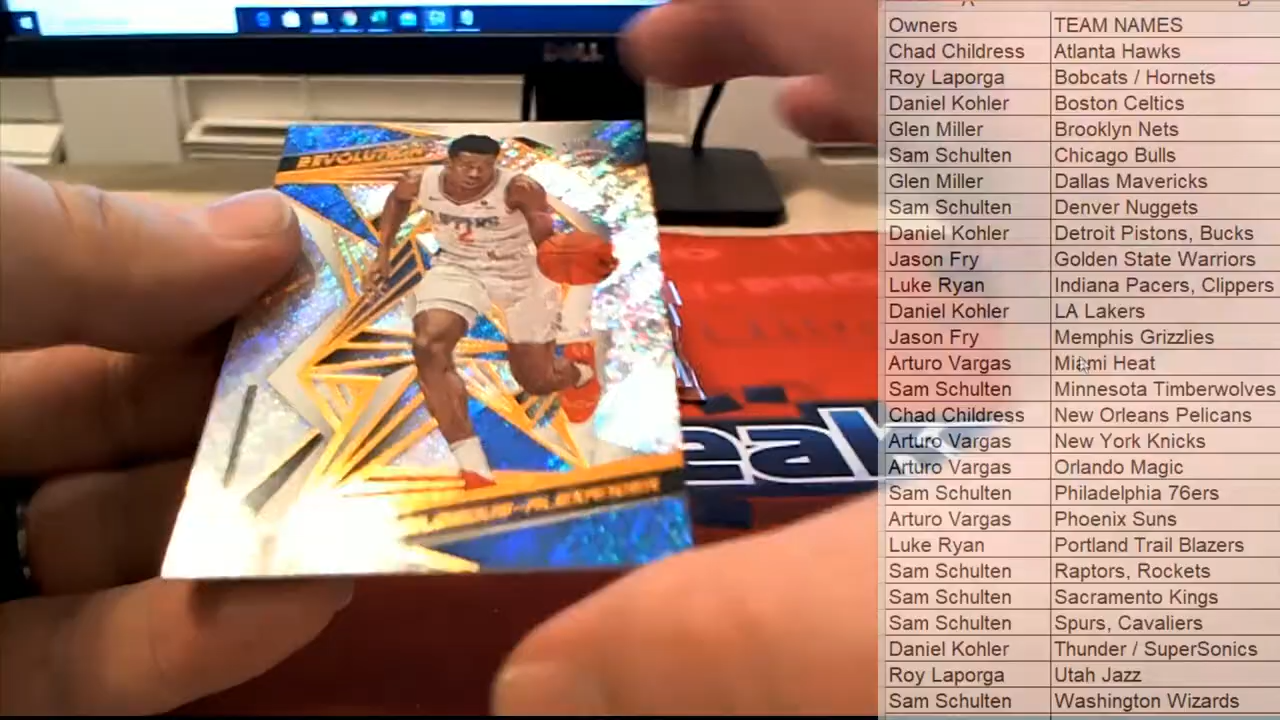 DELL
REVOLUTION
CLIPPERS
2
-ALEXANDER
eak
Owners TEAM NAMES
Chad Childress Atlanta Hawks
Roy Laporga Bobcats / Hornets
Daniel Kohler Boston Celtics
Glen Miller Brooklyn Nets
Sam Schulten Chicago Bulls
Glen Miller Dallas Mavericks
Sam Schulten Denver Nuggets
Daniel Kohler Detroit Pistons, Bucks
Jason Fry Golden State Warriors
Luke Ryan Indiana Pacers, Clippers
Daniel Kohler LA Lakers
Jason Fry Memphis Grizzlies
Arturo Vargas Miami Heat
Sam Schulten Minnesota Timberwolves
Chad Childress New Orleans Pelicans
Arturo Vargas New York Knicks
Arturo Vargas Orlando Magic
Sam Schulten Philadelphia 76ers
Arturo Vargas Phoenix Suns
Luke Ryan Portland Trail Blazers
Sam Schulten Raptors, Rockets
Sam Schulten Sacramento Kings
Sam Schulten Spurs, Cavaliers
Daniel Kohler Thunder / SuperSonics
Roy Laporga Utah Jazz
Sam Schulten Washington Wizards